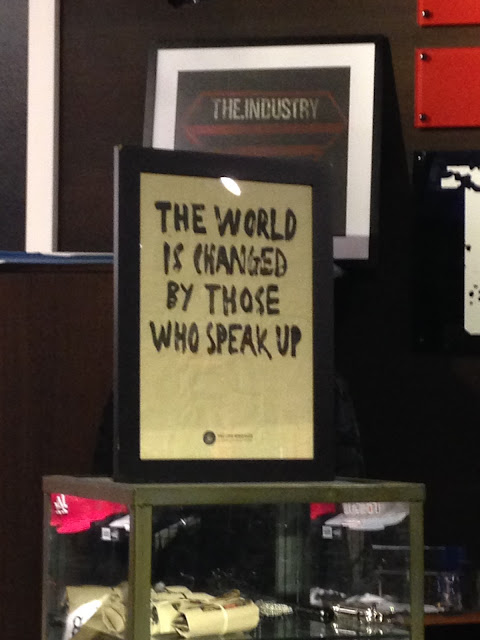 THE.INDUSTRY
THE WORLD
IS CHANGED
BY THOSE
WHO SPEAK UP